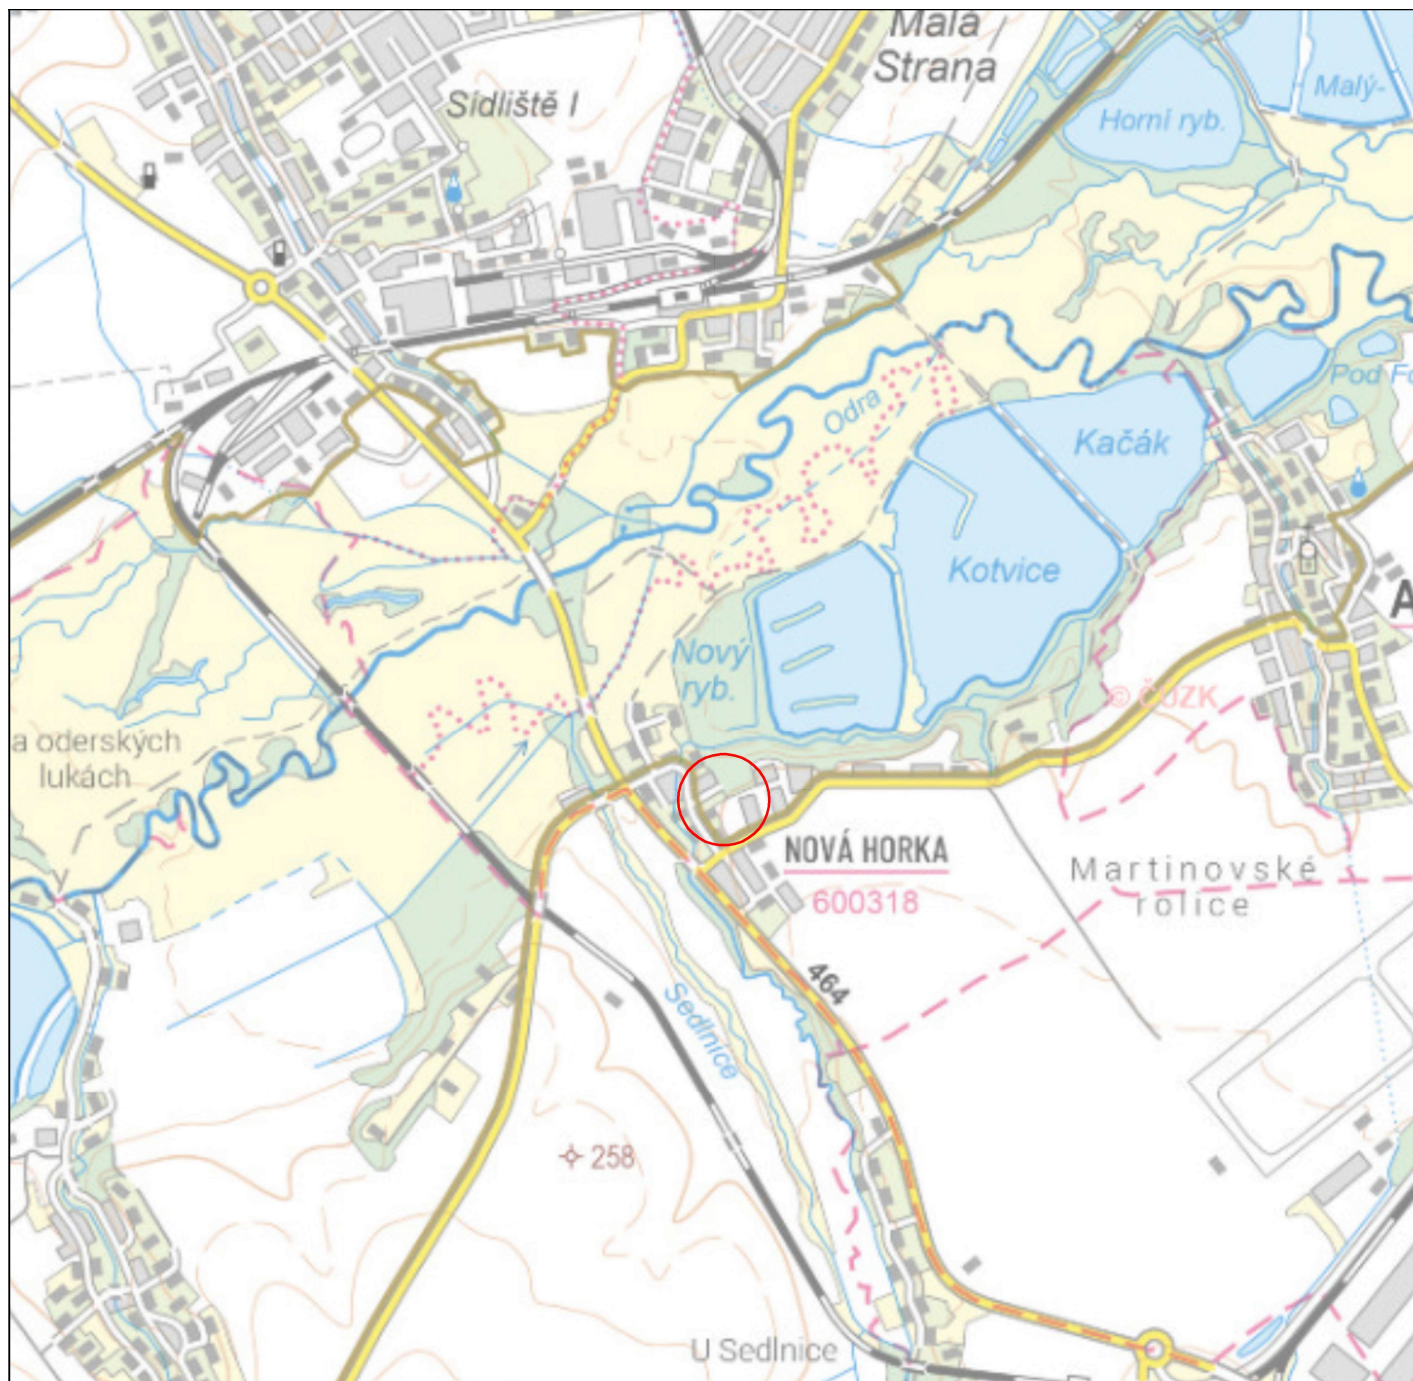 Malá
Strana
Sídliště I
Malý-
Horní ryb.
Odra
Pod Fo
Kačák
Kotvice
A
Nový
ryb.
© ČÚZK
a oderských
lukách
NOVÁ HORKA
600318
Martinovské
rolice
464
Sedlnice
258
U Sedlnice